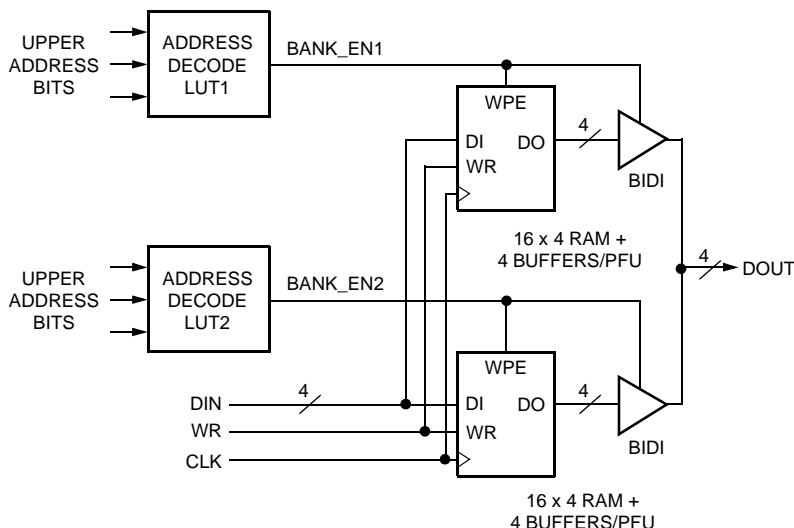 UPPER
ADDRESS
BITS
ADDRESS
DECODE
LUT1
BANK_EN1
WPE
DI
DO
WR
4
BIDI
16 x 4 RAM +
4 BUFFERS/PFU
4
DOUT
UPPER
ADDRESS
BITS
ADDRESS
DECODE
LUT2
BANK_EN2
WPE
DI
DO
WR
4
BIDI
DIN
4
WR
CLK
16 x 4 RAM +
4 BUFFERS/PFU